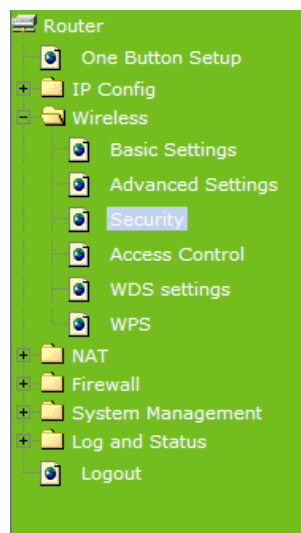 Router
One Button Setup
IP Config
Wireless
Basic Settings
Advanced Settings
Security
Access Control
WDS settings
WPS
NAT
Firewall
System Management
Log and Status
Logout